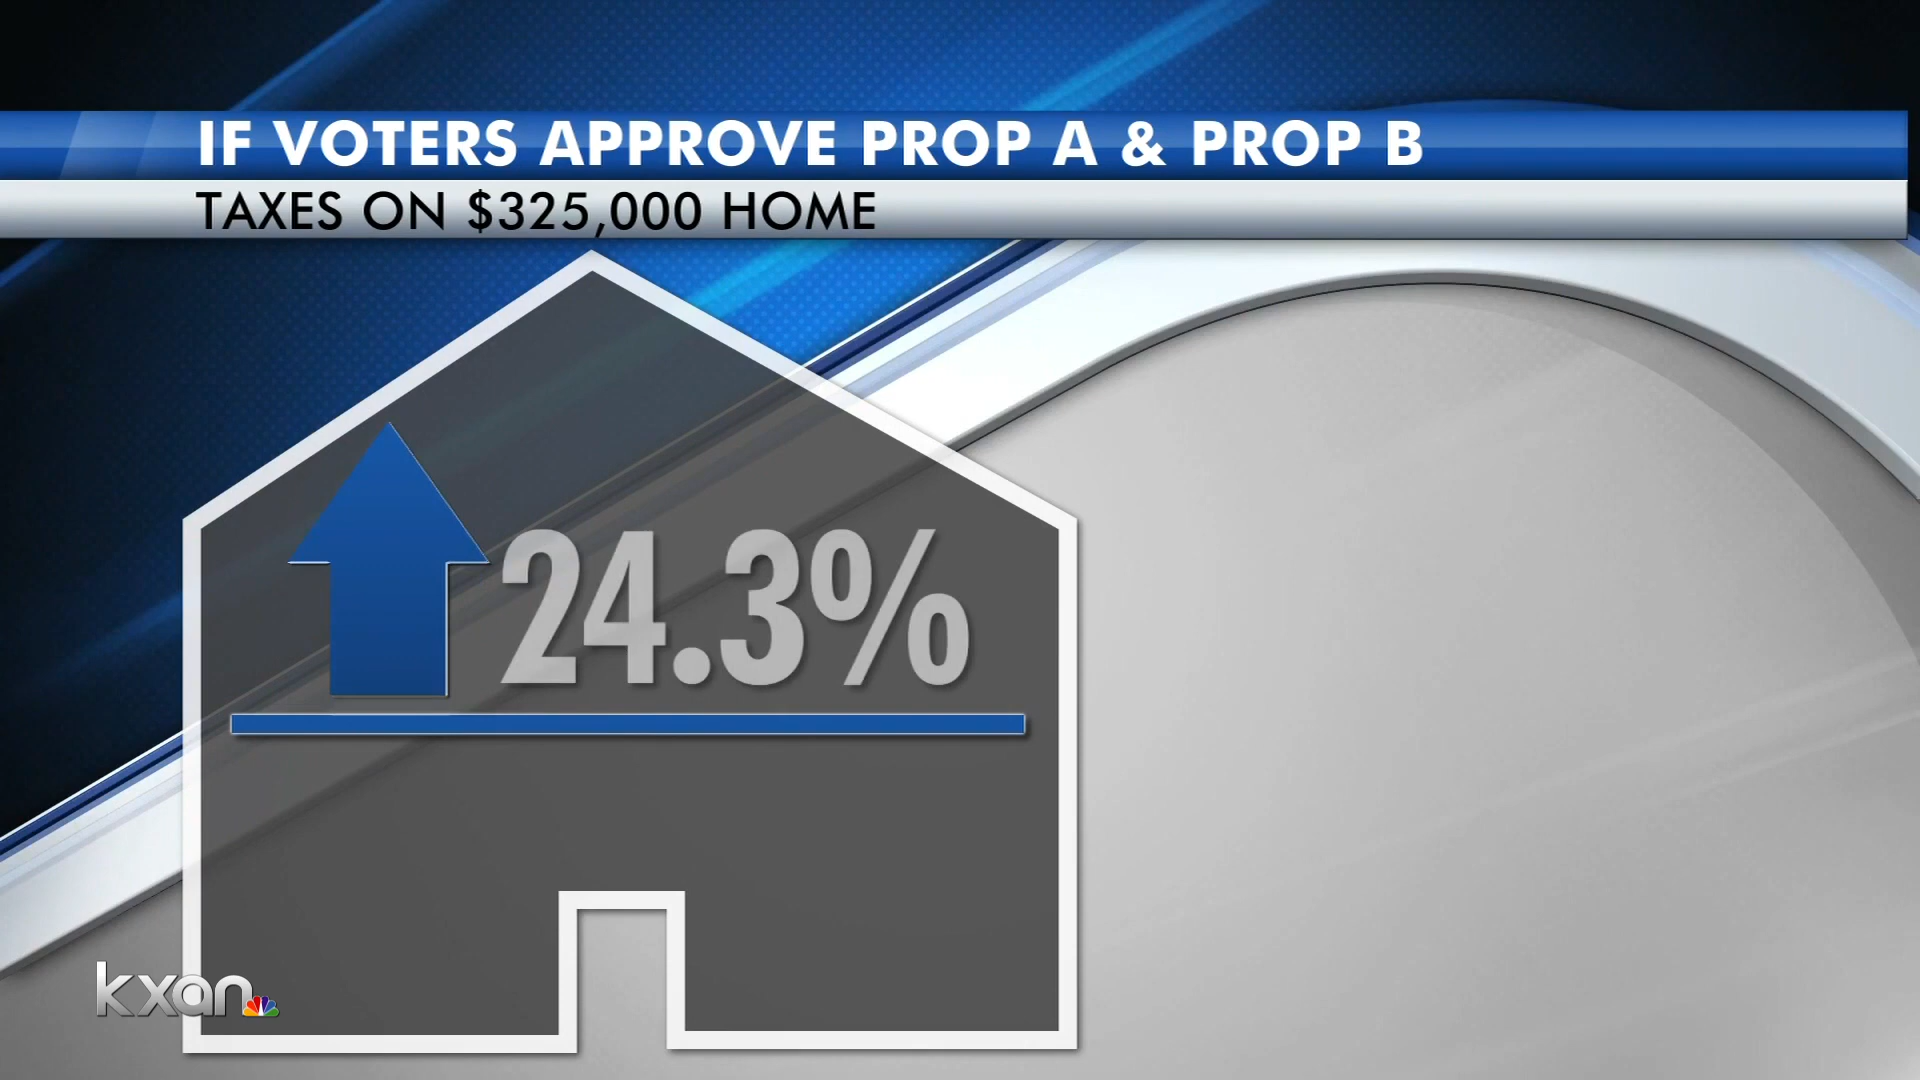 IF VOTERS APPROVE PROP A & PROP B
TAXES ON $325,000 HOME
24.3%
kxan